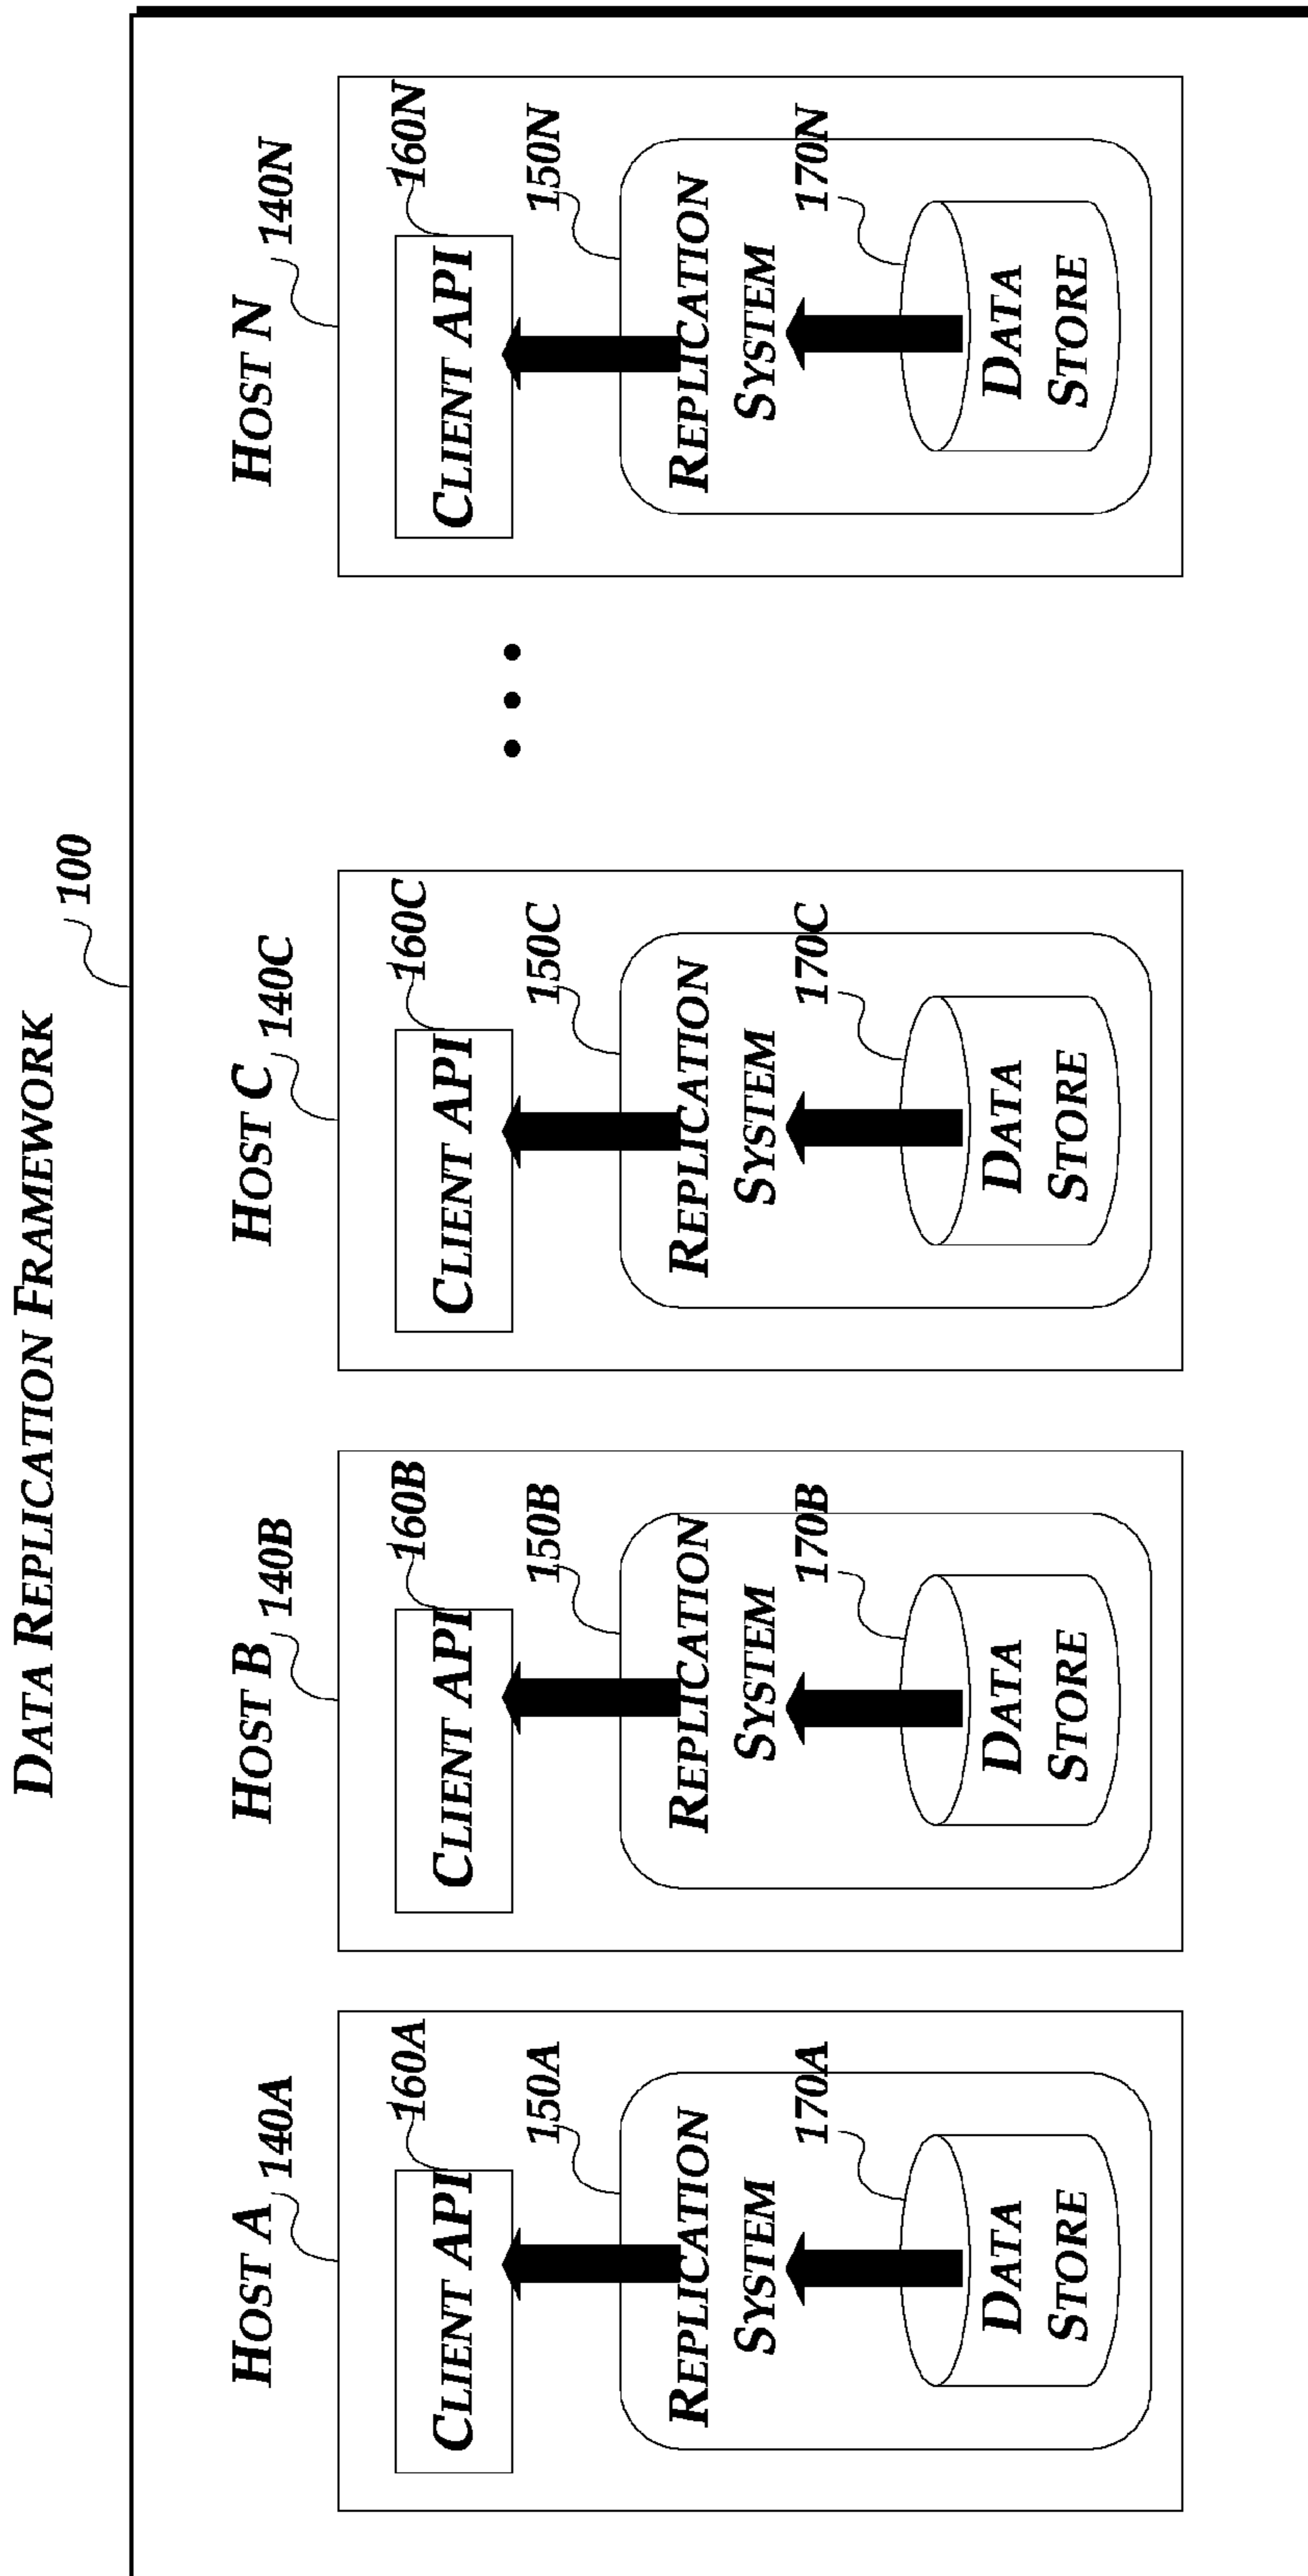 DATA REPLICATION FRAMEWORK
100
HOST A
140A
CLIENT API
160A
150A
REPLICATION
SYSTEM
170A
DATA
STORE
HOST B
140B
CLIENT API
160B
150B
REPLICATION
SYSTEM
170B
DATA
STORE
HOST C
140C
CLIENT API
160C
150C
REPLICATION
SYSTEM
170C
DATA
STORE
HOST N
140N
CLIENT API
160N
150N
REPLICATION
SYSTEM
170N
DATA
STORE